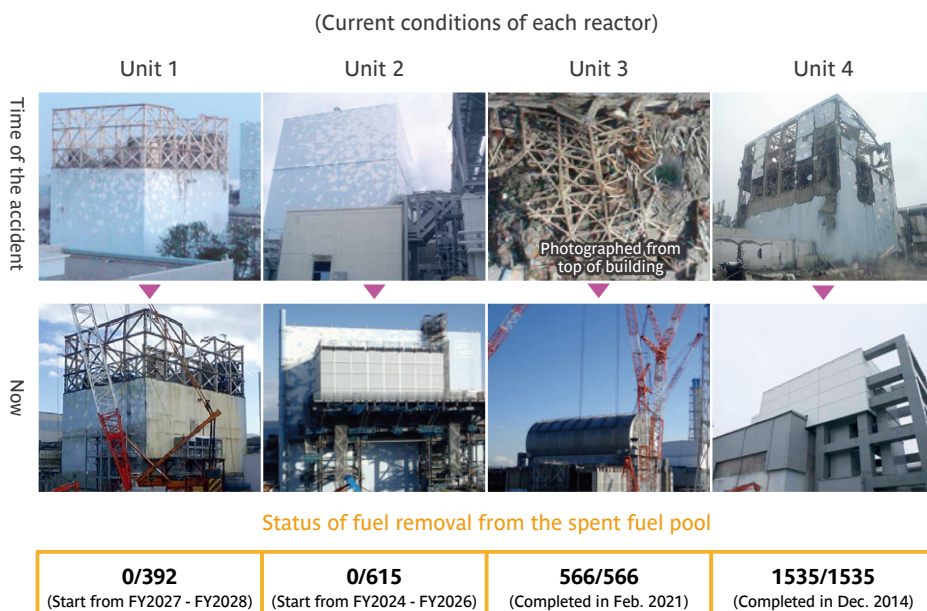 (Current conditions of each reactor)
Unit 1
Unit 2
Unit 3
Unit 4
Time of the accident
Photographed from
top of building
Now
Status of fuel removal from the spent fuel pool
0/392
(Start from FY2027 - FY2028)
0/615
(Start from FY2024 - FY2026)
566/566
(Completed in Feb. 2021)
1535/1535
(Completed in Dec. 2014)